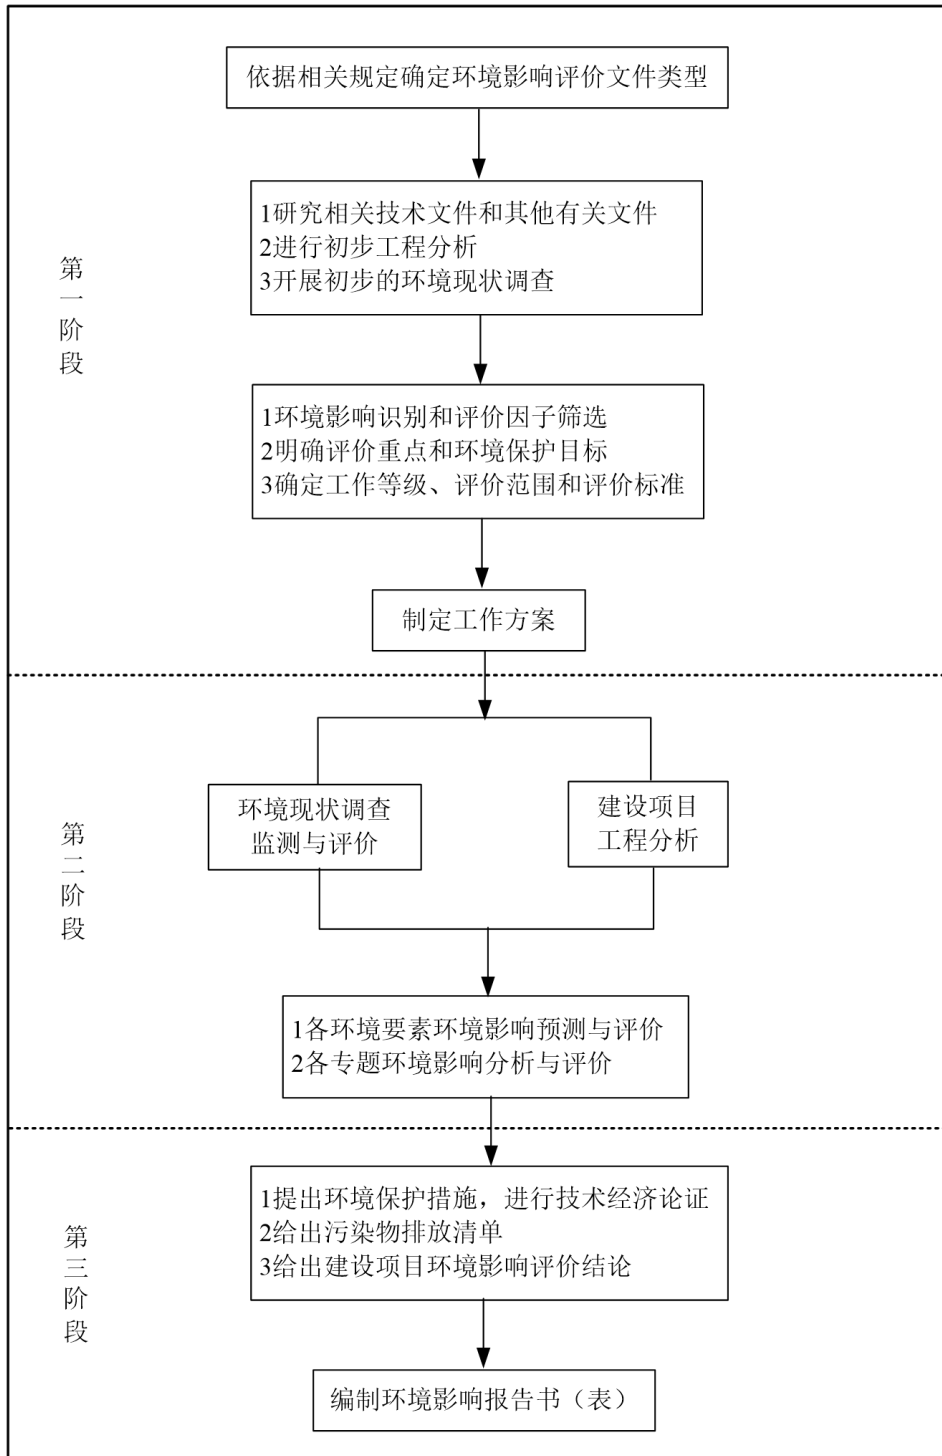 依据相关规定确定环境影响评价文件类型
1研究相关技术文件和其他有关文件
2进行初步工程分析
3开展初步的环境现状调查
第一阶段
1环境影响识别和评价因子筛选
2明确评价重点和环境保护目标
3确定工作等级、评价范围和评价标准
制定工作方案
环境现状调查
监测与评价
建设项目
工程分析
第二阶段
1各环境要素环境影响预测与评价
2各专题环境影响分析与评价
1提出环境保护措施，进行技术经济论证
2给出污染物排放清单
3给出建设项目环境影响评价结论
第三阶段
编制环境影响报告书（表）